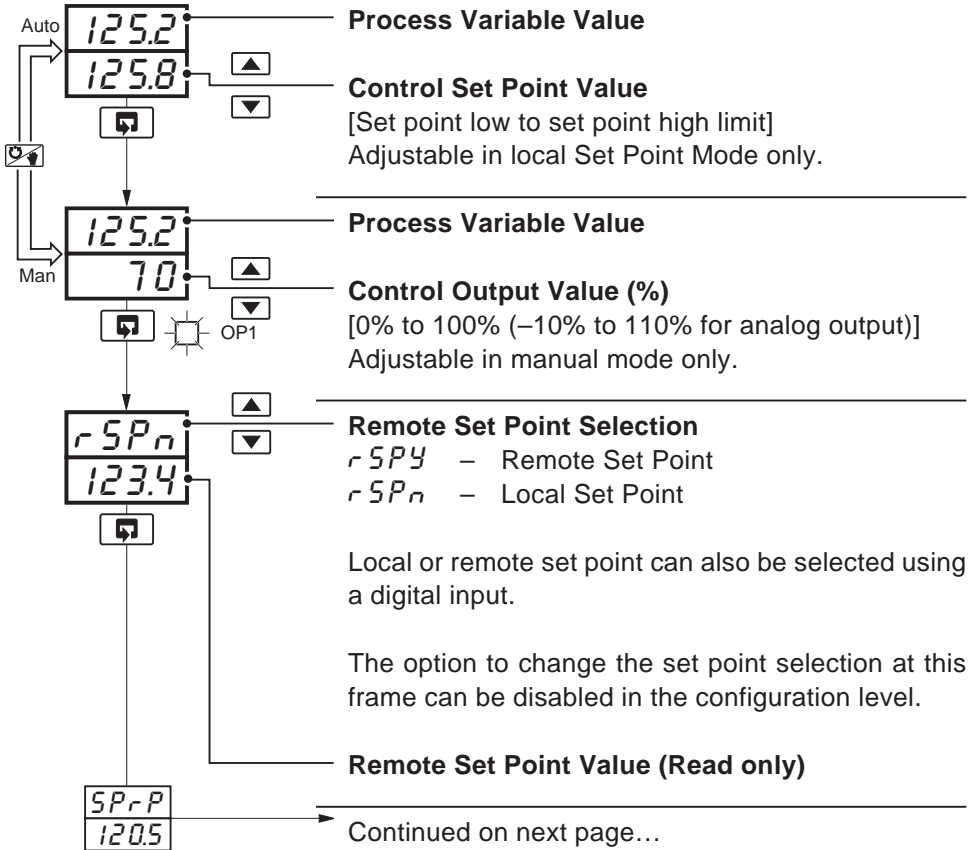 Auto
125.2
Process Variable Value
125.8
Control Set Point Value
[Set point low to set point high limit]
Adjustable in local Set Point Mode only.
125.2
Process Variable Value
Man
70
Control Output Value (%)
OP1
[0% to 100% (–10% to 110% for analog output)]
Adjustable in manual mode only.
rSPn
Remote Set Point Selection
123.4
rSPY – Remote Set Point
rSPn – Local Set Point
Local or remote set point can also be selected using
a digital input.
The option to change the set point selection at this
frame can be disabled in the configuration level.
Remote Set Point Value (Read only)
SPrP
120.5
Continued on next page…